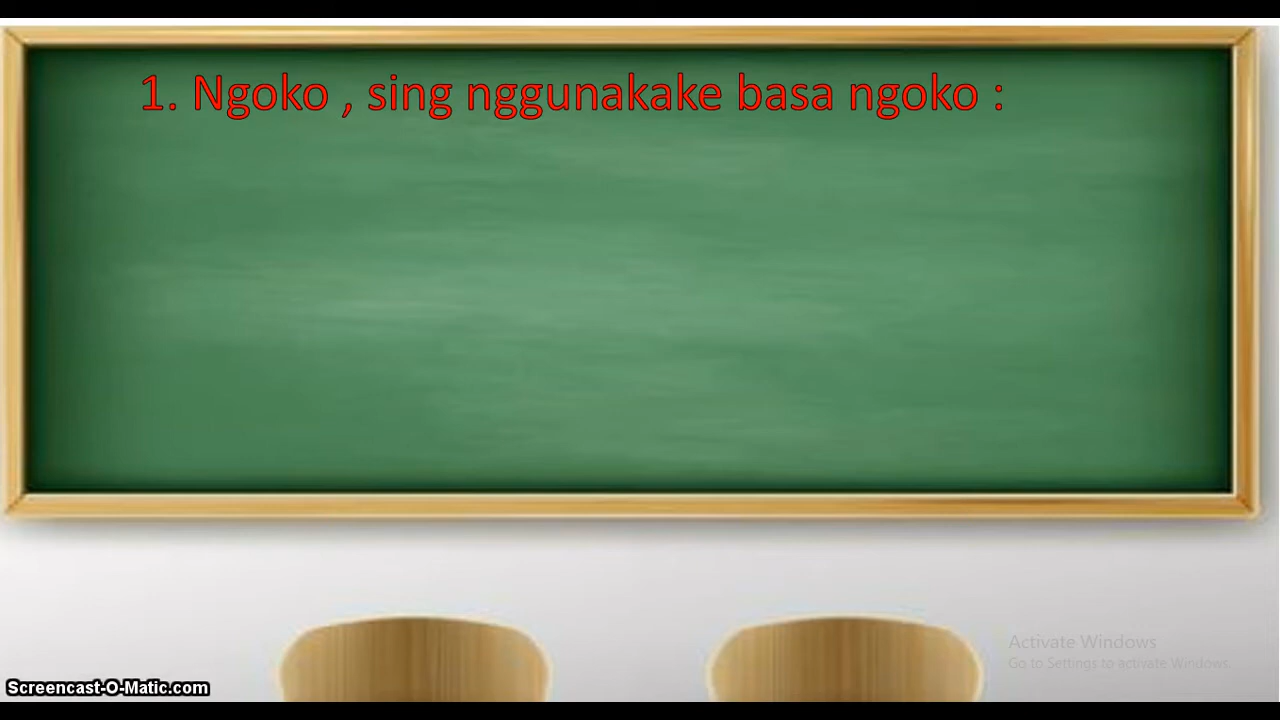 1. Ngoko , sing nggunakake basa ngoko :
Activate Windows
Go to Settings to activate Windows.
Screencast-O-Matic.com